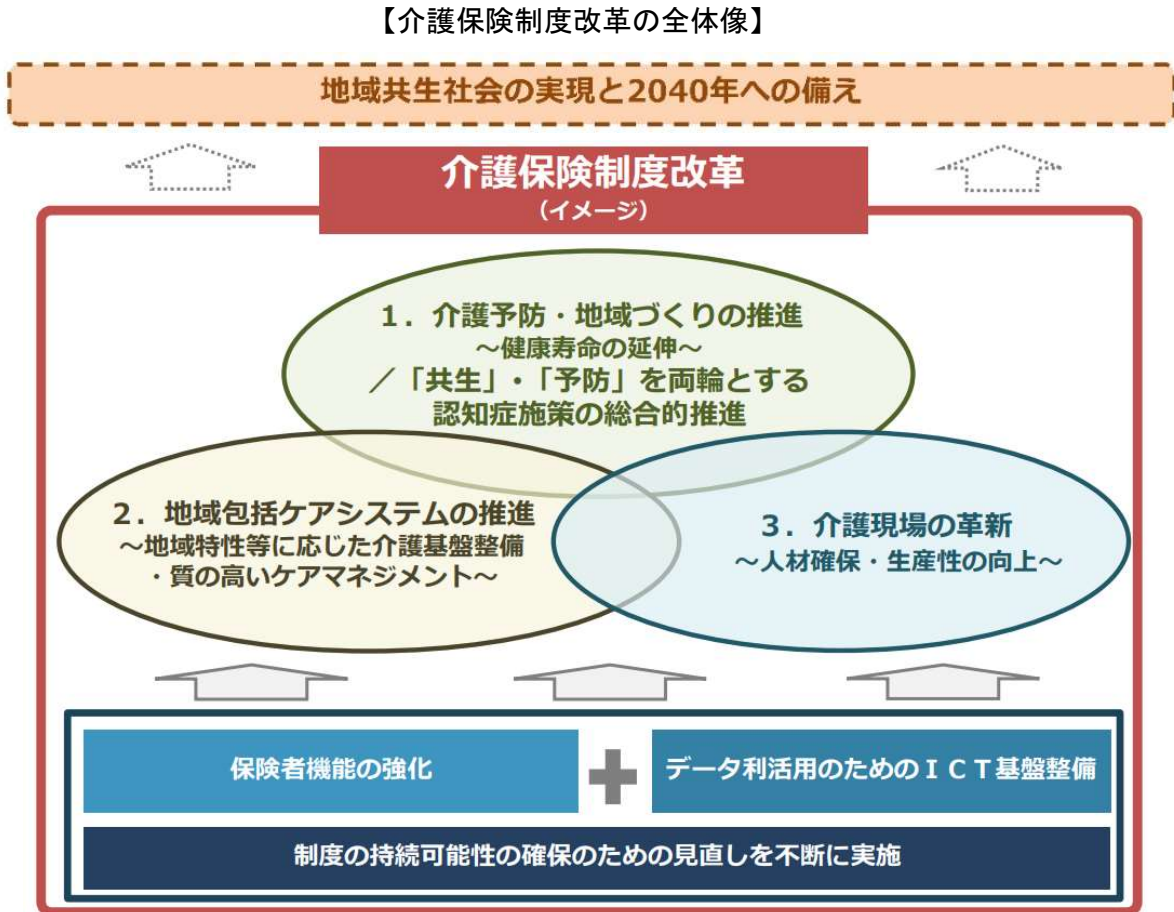 【介護保険制度改革の全体像】
地域共生社会の実現と2040年への備え
介護保険制度改革
（イメージ）
１．介護予防・地域づくりの推進
～健康寿命の延伸～
／「共生」・「予防」を両輪とする
認知症施策の総合的推進
２．地域包括ケアシステムの推進
～地域特性等に応じた介護基盤整備
・質の高いケアマネジメント～
３．介護現場の革新
～人材確保・生産性の向上～
保険者機能の強化
データ利活用のためのＩＣＴ基盤整備
制度の持続可能性の確保のための見直しを不断に実施